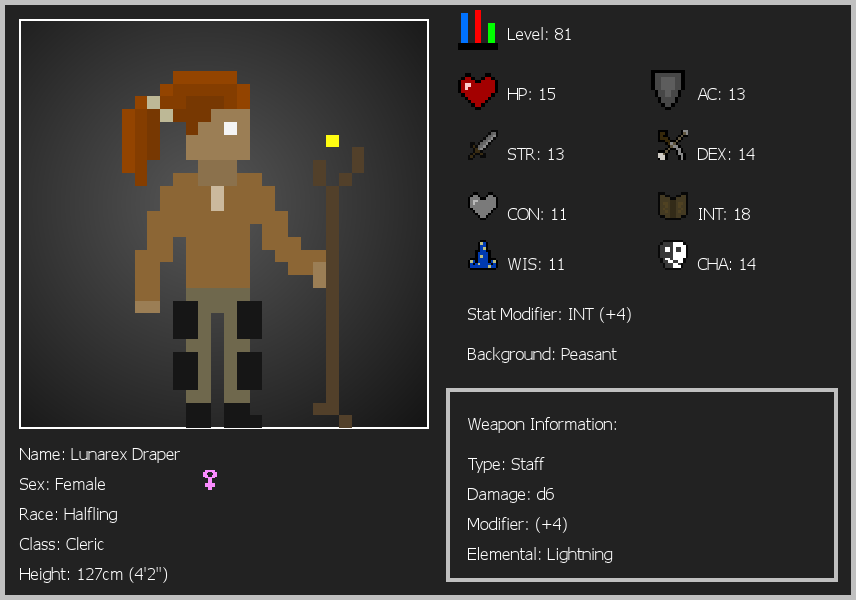 Level: 81
HP: 15
AC: 13
STR: 13
DEX: 14
CON: 11
INT: 18
WIS: 11
CHA: 14
Stat Modifier: INT (+4)
Background: Peasant
Weapon Information:
Type: Staff
Damage: d6
Modifier: (+4)
Elemental: Lightning
Name: Lunarex Draper
Sex: Female
Race: Halfling
Class: Cleric
Height: 127cm (4'2")